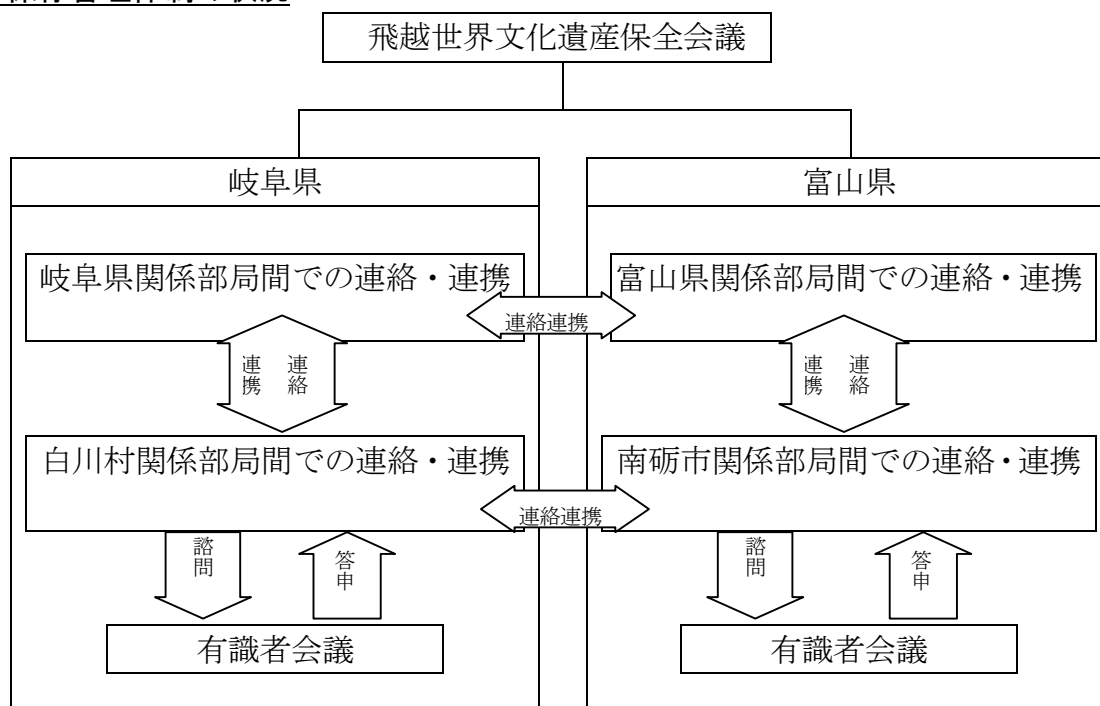 飛越世界文化遺産保全会議
岐阜県
富山県
岐阜県関係部局間での連絡・連携
富山県関係部局間での連絡・連携
連絡連携
連絡
連携
連絡
連携
白川村関係部局間での連絡・連携
南砺市関係部局間での連絡・連携
連絡連携
諮問
答申
諮問
答申
有識者会議
有識者会議